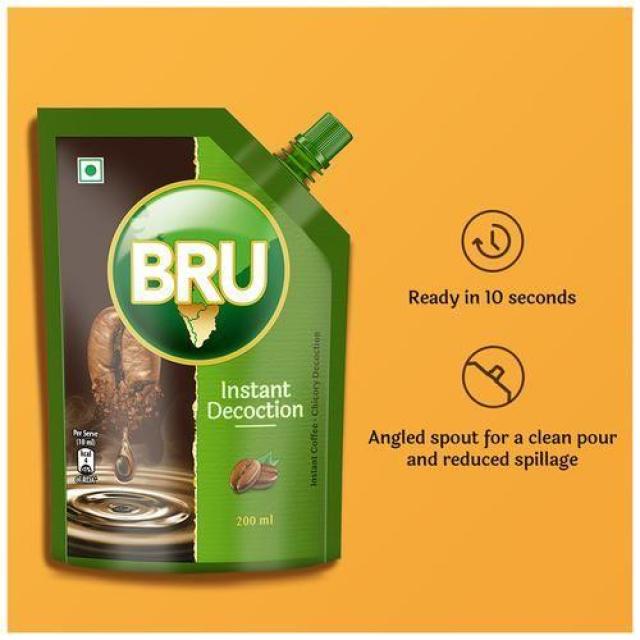 BRU
Instant
Decoction
Instant Coffee - Chicory Decoction
200 ml
Per Serve
(10 ml)
kcal
4
Ready in 10 seconds
Angled spout for a clean pour
and reduced spillage